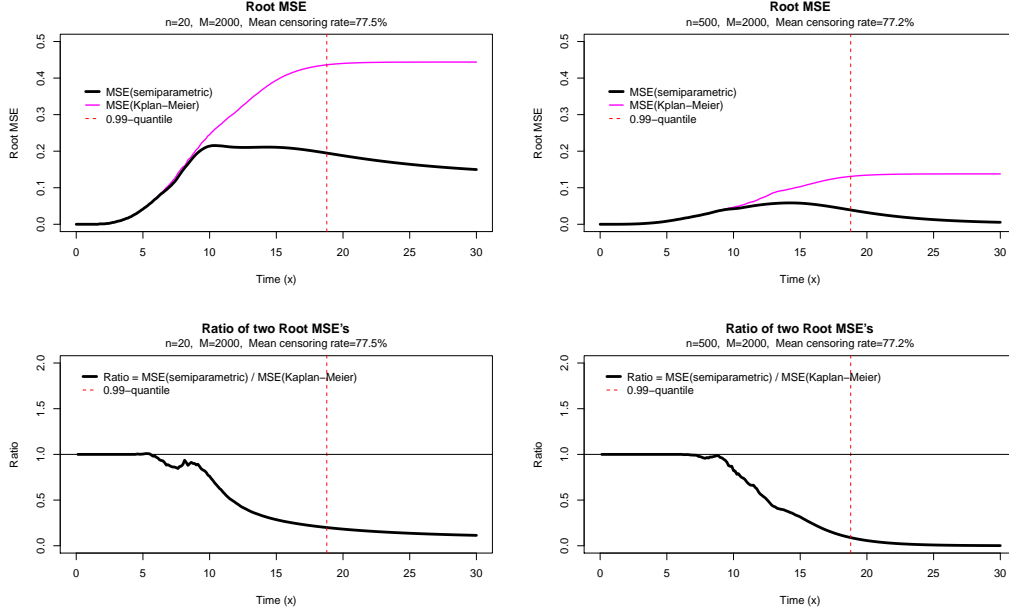 Root MSE
n=20,  M=2000,  Mean censoring rate=77.5%
0.5
0.4
0.3
0.2
0.1
0.0
Root MSE
MSE(semiparametric)
MSE(Kplan−Meier)
0.99−quantile
0 5 10 15 20 25 30
Time (x)
Root MSE
n=500,  M=2000,  Mean censoring rate=77.2%
0.5
0.4
0.3
0.2
0.1
0.0
Root MSE
MSE(semiparametric)
MSE(Kplan−Meier)
0.99−quantile
0 5 10 15 20 25 30
Time (x)
Ratio of two Root MSE's
n=20,  M=2000,  Mean censoring rate=77.5%
2.0
1.5
1.0
0.5
0.0
Ratio
Ratio = MSE(semiparametric) / MSE(Kaplan−Meier)
0.99−quantile
0 5 10 15 20 25 30
Time (x)
Ratio of two Root MSE's
n=500,  M=2000,  Mean censoring rate=77.2%
2.0
1.5
1.0
0.5
0.0
Ratio
Ratio = MSE(semiparametric) / MSE(Kaplan−Meier)
0.99−quantile
0 5 10 15 20 25 30
Time (x)